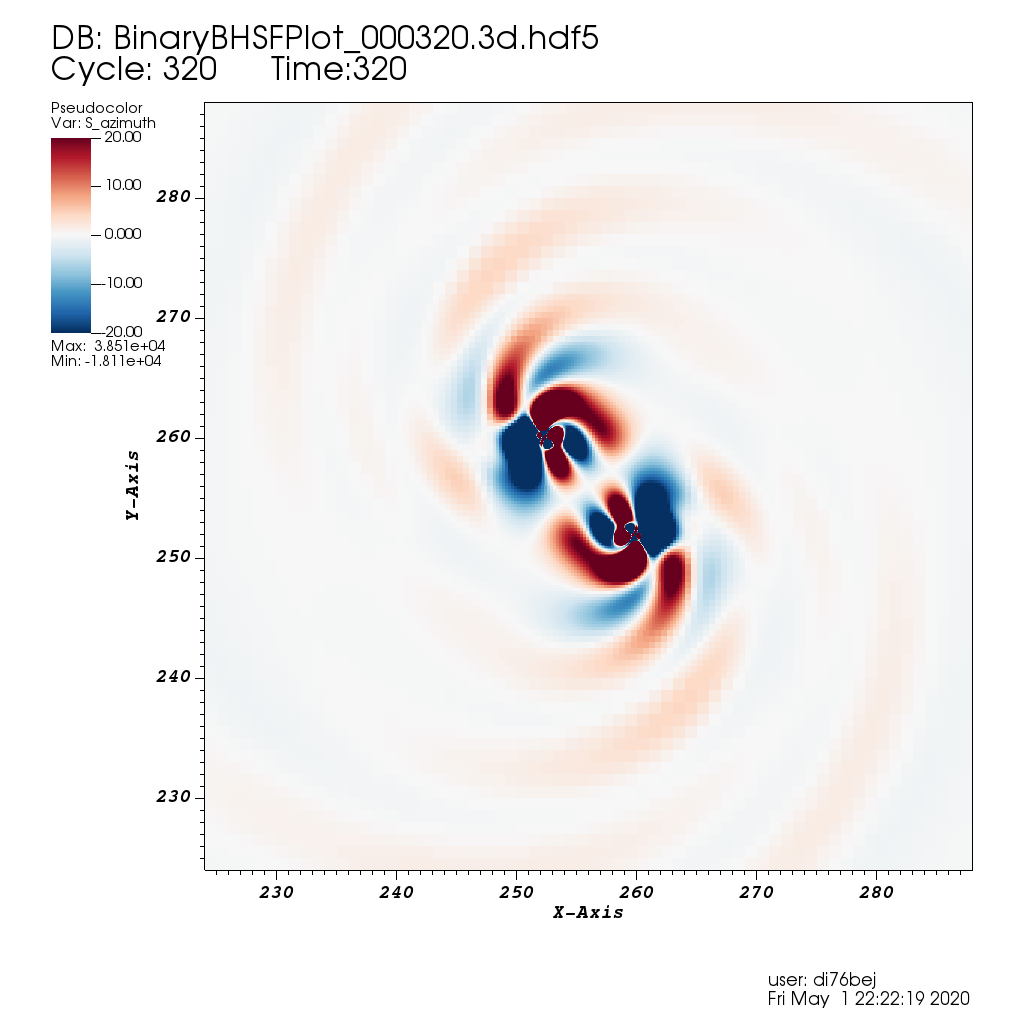 DB: BinaryBHSFPlot_000320.3d.hdf5
Cycle: 320 Time:320
Pseudocolor
Var: S_azimuth
20.00
10.00
0.000
-10.00
-20.00
Max: 3.851e+04
Min: -1.811e+04
280
270
260
250
240
230
Y-Axis
230 240 250 260 270 280
X-Axis
user: di76bej
Fri May 1 22:22:19 2020